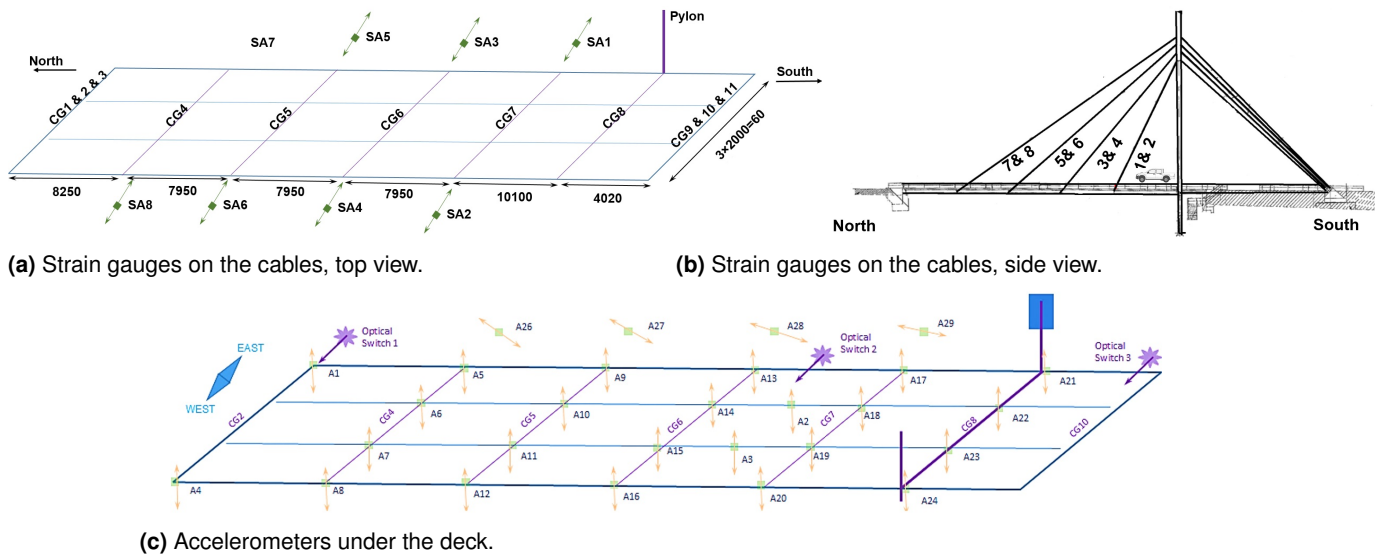 Pylon
SA7
SA5
SA3
SA1
North
South
CG1 & 2 & 3
CG4
CG5
CG6
CG7
CG8
CG9 & 10 & 11
3×2000=60
8250
7950
7950
7950
10100
4020
SA8
SA6
SA4
SA2
(a) Strain gauges on the cables, top view.
7& 8
5& 6
3& 4
1& 2
North
South
(b) Strain gauges on the cables, side view.
A26
A27
A28
A29
Optical
Switch 1
Optical
Switch 2
Optical
Switch 3
EAST
WEST
A1
A5
A9
A13
A17
A21
CG2
CG4
CG5
CG6
CG7
CG8
CG10
A6
A10
A14
A2
A18
A22
A7
A11
A15
A3
A19
A23
A4
A8
A12
A16
A20
A24
(c) Accelerometers under the deck.